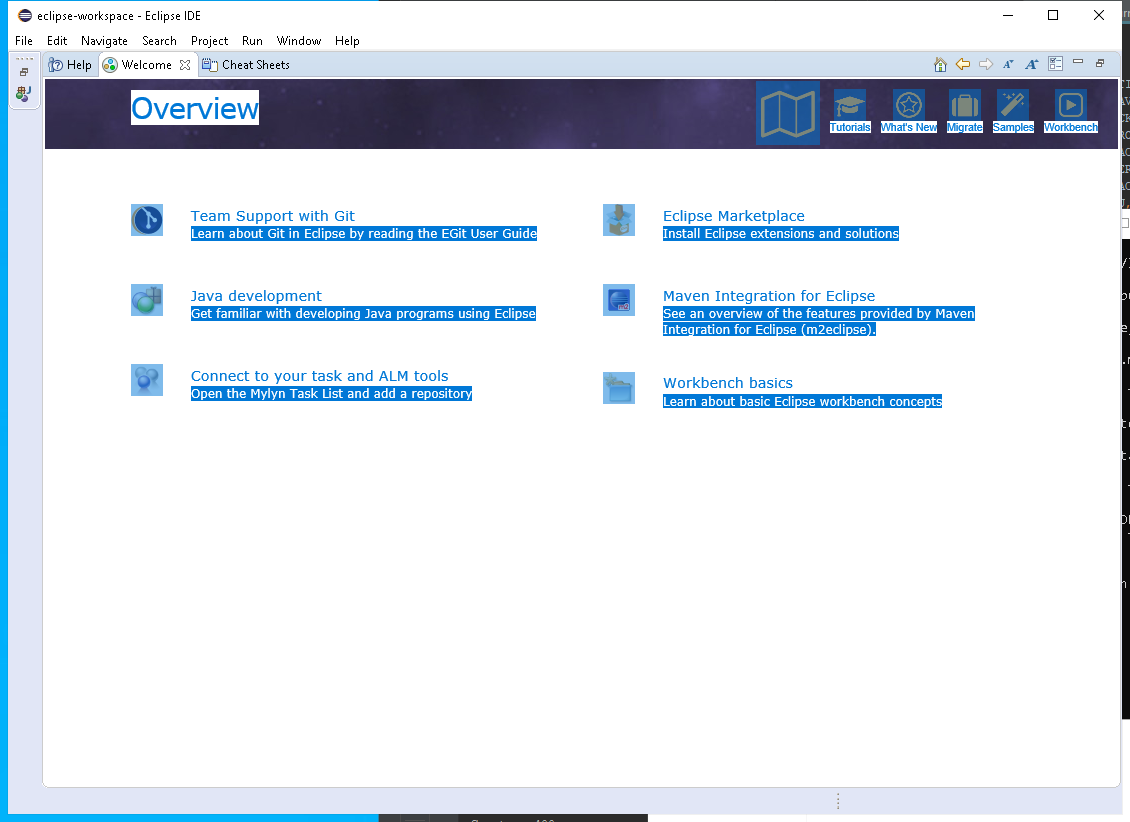 eclipse-workspace - Eclipse IDE
File Edit Navigate Search Project Run Window Help
Help Welcome Cheat Sheets
Overview
Tutorials What's New Migrate Samples Workbench
Team Support with Git
Learn about Git in Eclipse by reading the EGit User Guide
Eclipse Marketplace
Install Eclipse extensions and solutions
Java development
Get familiar with developing Java programs using Eclipse
Maven Integration for Eclipse
See an overview of the features provided by Maven
Integration for Eclipse (m2eclipse).
Connect to your task and ALM tools
Open the Mylyn Task List and add a repository
Workbench basics
Learn about basic Eclipse workbench concepts